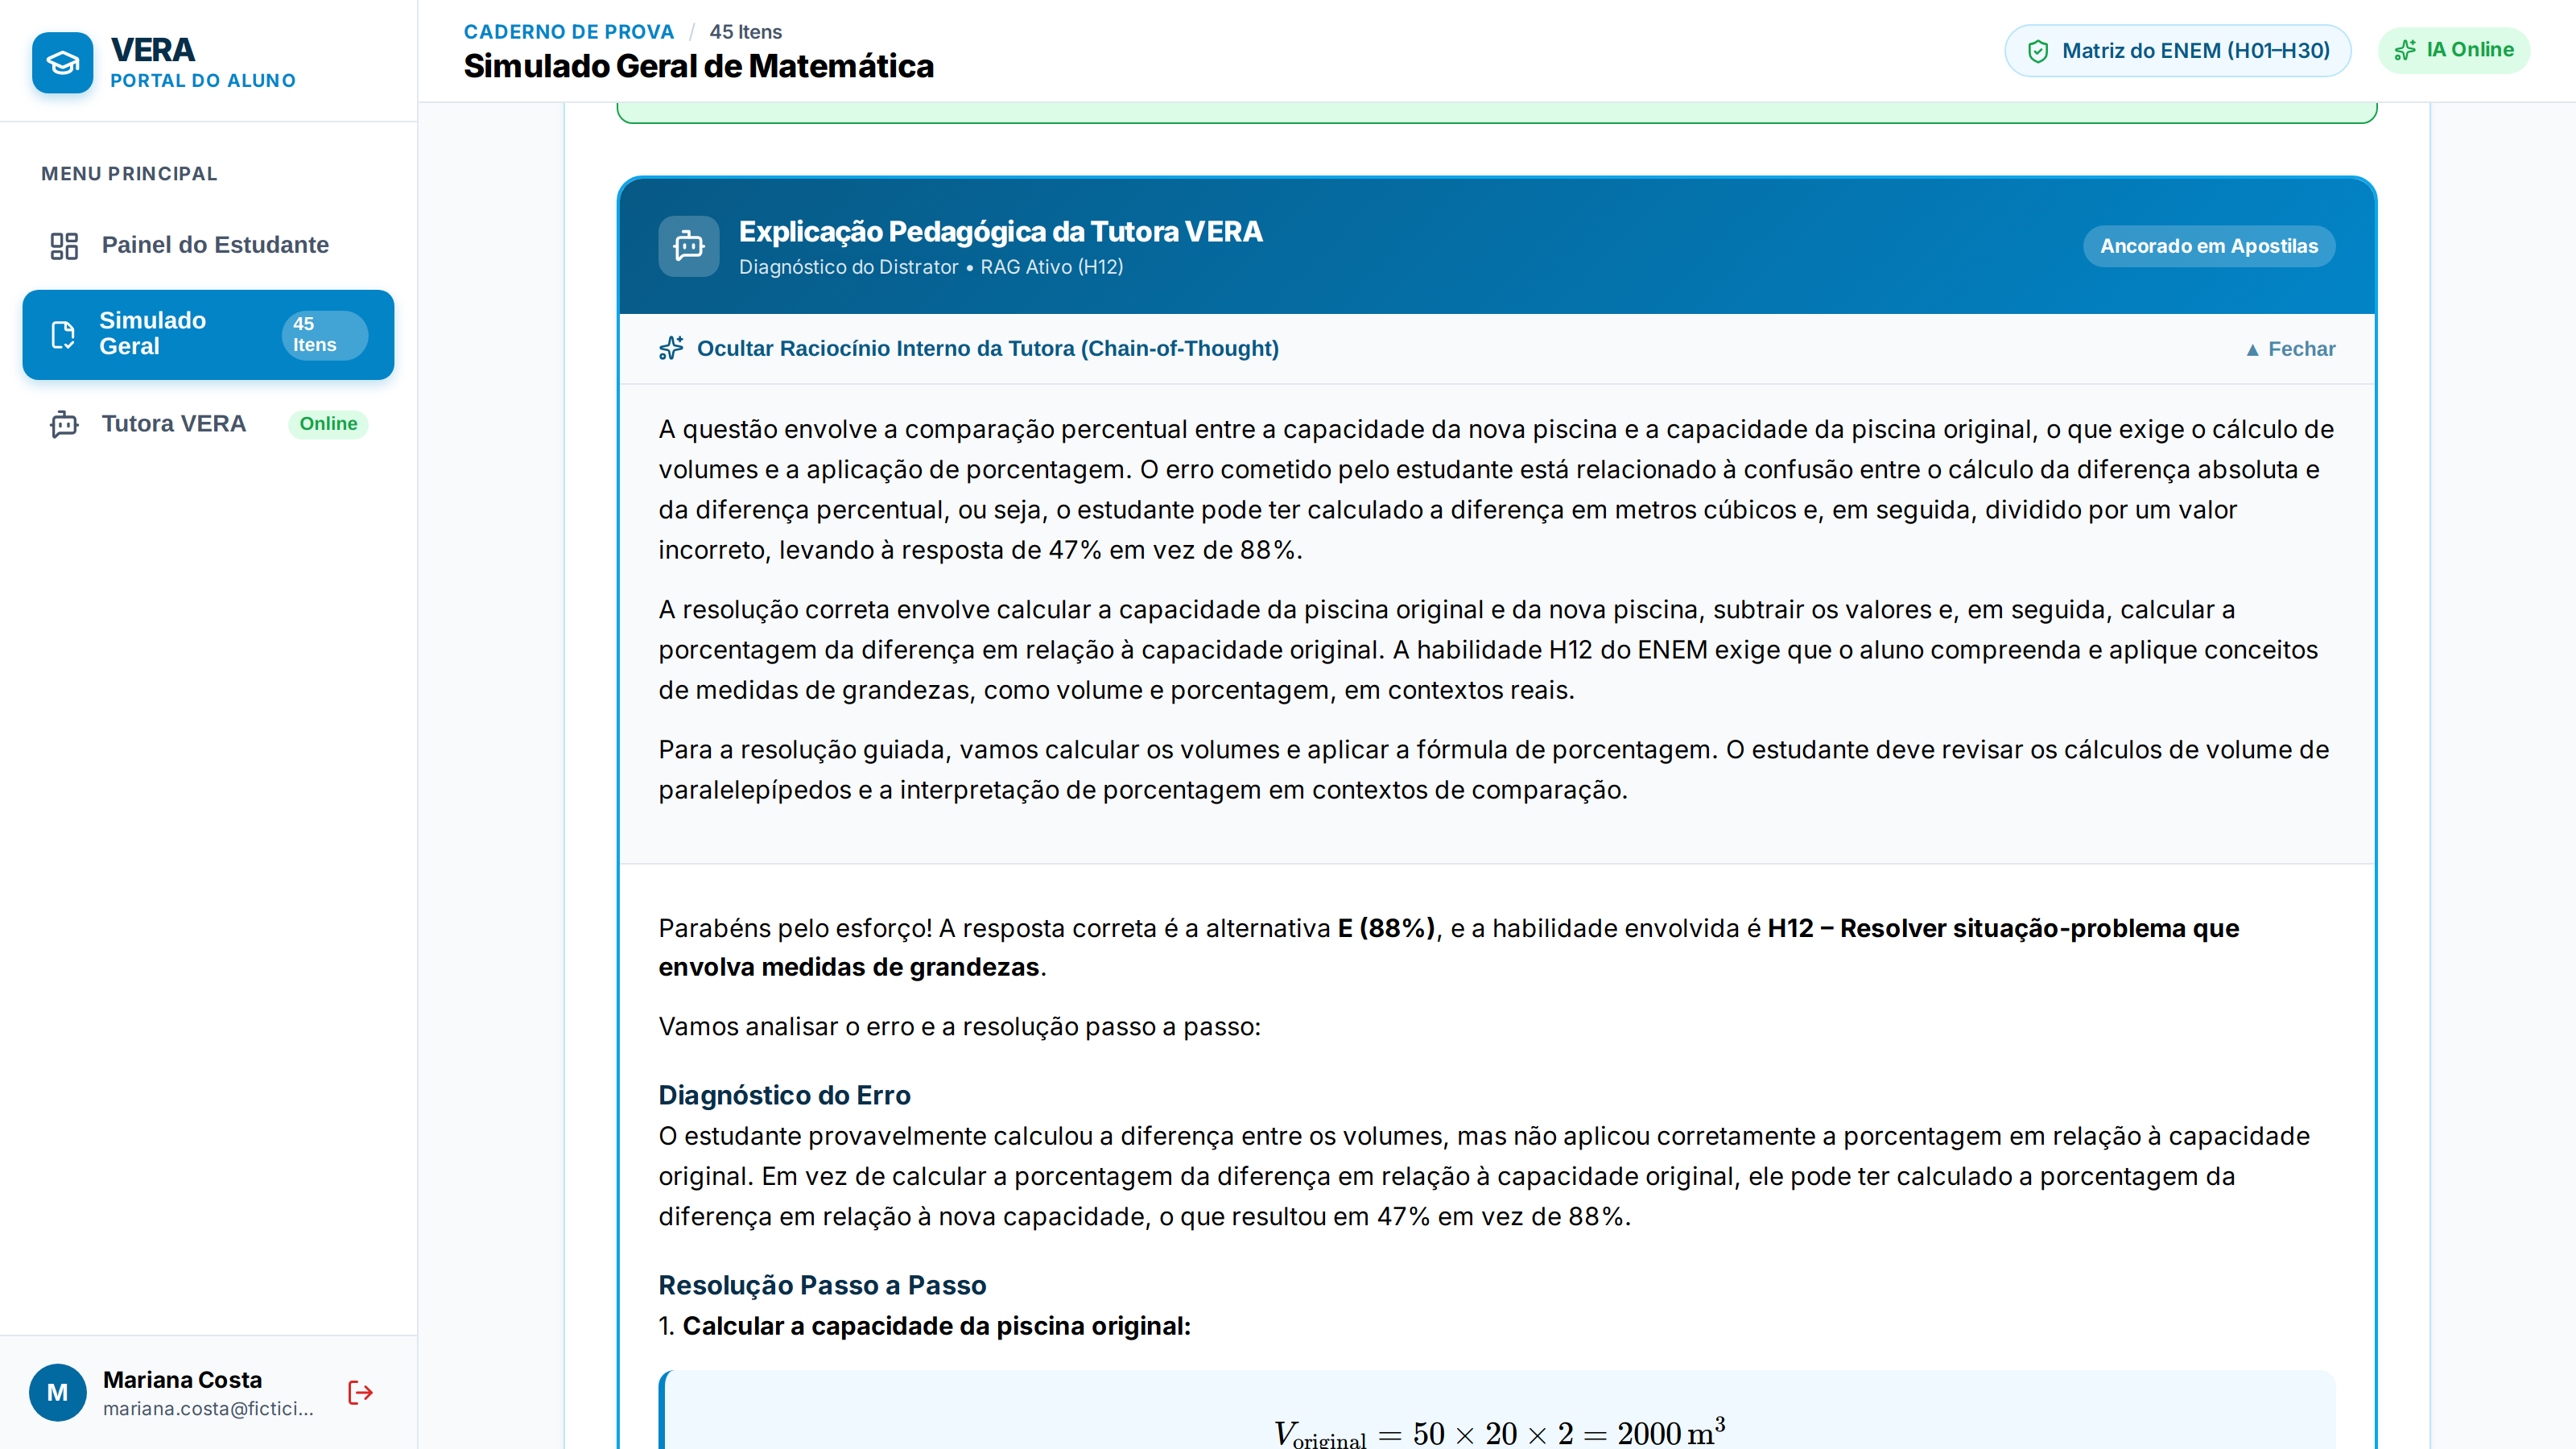 VERA
PORTAL DO ALUNO
MENU PRINCIPAL
Painel do Estudante
Simulado
Geral
45
Itens
Tutora VERA
Online
Mariana Costa
mariana.costa@fictici...
M
CADERNO DE PROVA / 45 Itens
Simulado Geral de Matemática
Matriz do ENEM (H01–H30)
IA Online
Explicação Pedagógica da Tutora VERA
Diagnóstico do Distrator • RAG Ativo (H12)
Ancorado em Apostilas
Ocultar Raciocínio Interno da Tutora (Chain-of-Thought)
▲ Fechar
A questão envolve a comparação percentual entre a capacidade da nova piscina e a capacidade da piscina original, o que exige o cálculo de
volumes e a aplicação de porcentagem. O erro cometido pelo estudante está relacionado à confusão entre o cálculo da diferença absoluta e
da diferença percentual, ou seja, o estudante pode ter calculado a diferença em metros cúbicos e, em seguida, dividido por um valor
incorreto, levando à resposta de 47% em vez de 88%.
A resolução correta envolve calcular a capacidade da piscina original e da nova piscina, subtrair os valores e, em seguida, calcular a
porcentagem da diferença em relação à capacidade original. A habilidade H12 do ENEM exige que o aluno compreenda e aplique conceitos
de medidas de grandezas, como volume e porcentagem, em contextos reais.
Para a resolução guiada, vamos calcular os volumes e aplicar a fórmula de porcentagem. O estudante deve revisar os cálculos de volume de
paralelepípedos e a interpretação de porcentagem em contextos de comparação.
Parabéns pelo esforço! A resposta correta é a alternativa E (88%), e a habilidade envolvida é H12 – Resolver situação-problema que
envolva medidas de grandezas.
Vamos analisar o erro e a resolução passo a passo:
Diagnóstico do Erro
O estudante provavelmente calculou a diferença entre os volumes, mas não aplicou corretamente a porcentagem em relação à capacidade
original. Em vez de calcular a porcentagem da diferença em relação à capacidade original, ele pode ter calculado a porcentagem da
diferença em relação à nova capacidade, o que resultou em 47% em vez de 88%.
Resolução Passo a Passo
1. Calcular a capacidade da piscina original:
V_original = 50 × 20 × 2 = 2000 m³